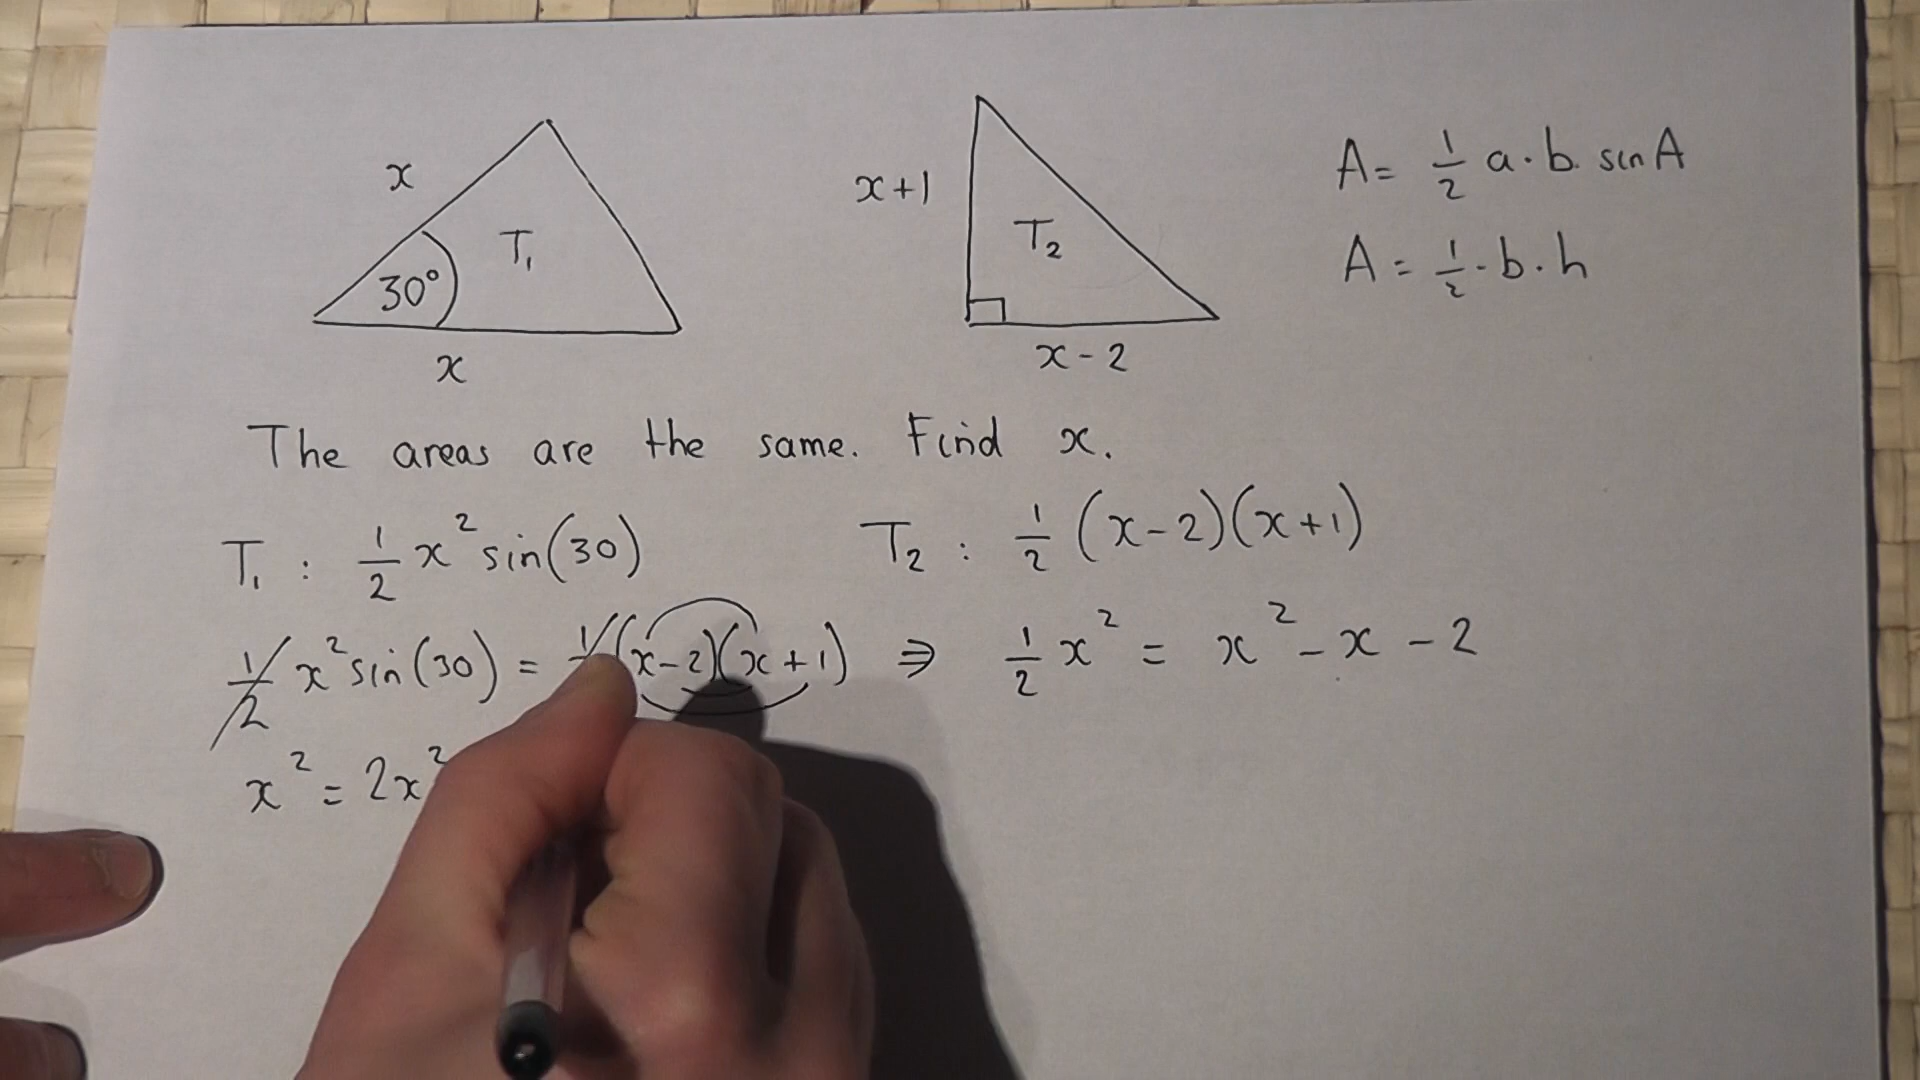 x
x
30°
T₁
x+1
T₂
x-2
A = 1/2 a·b. sin A
A = 1/2·b·h
The areas are the same. Find x.
T₁ : 1/2 x² sin(30)
T₂ : 1/2 (x-2)(x+1)
1/2 x² sin(30) = 1/ (x-2)(x+1) ⇒ 1/2 x² = x² - x - 2
x² = 2x²